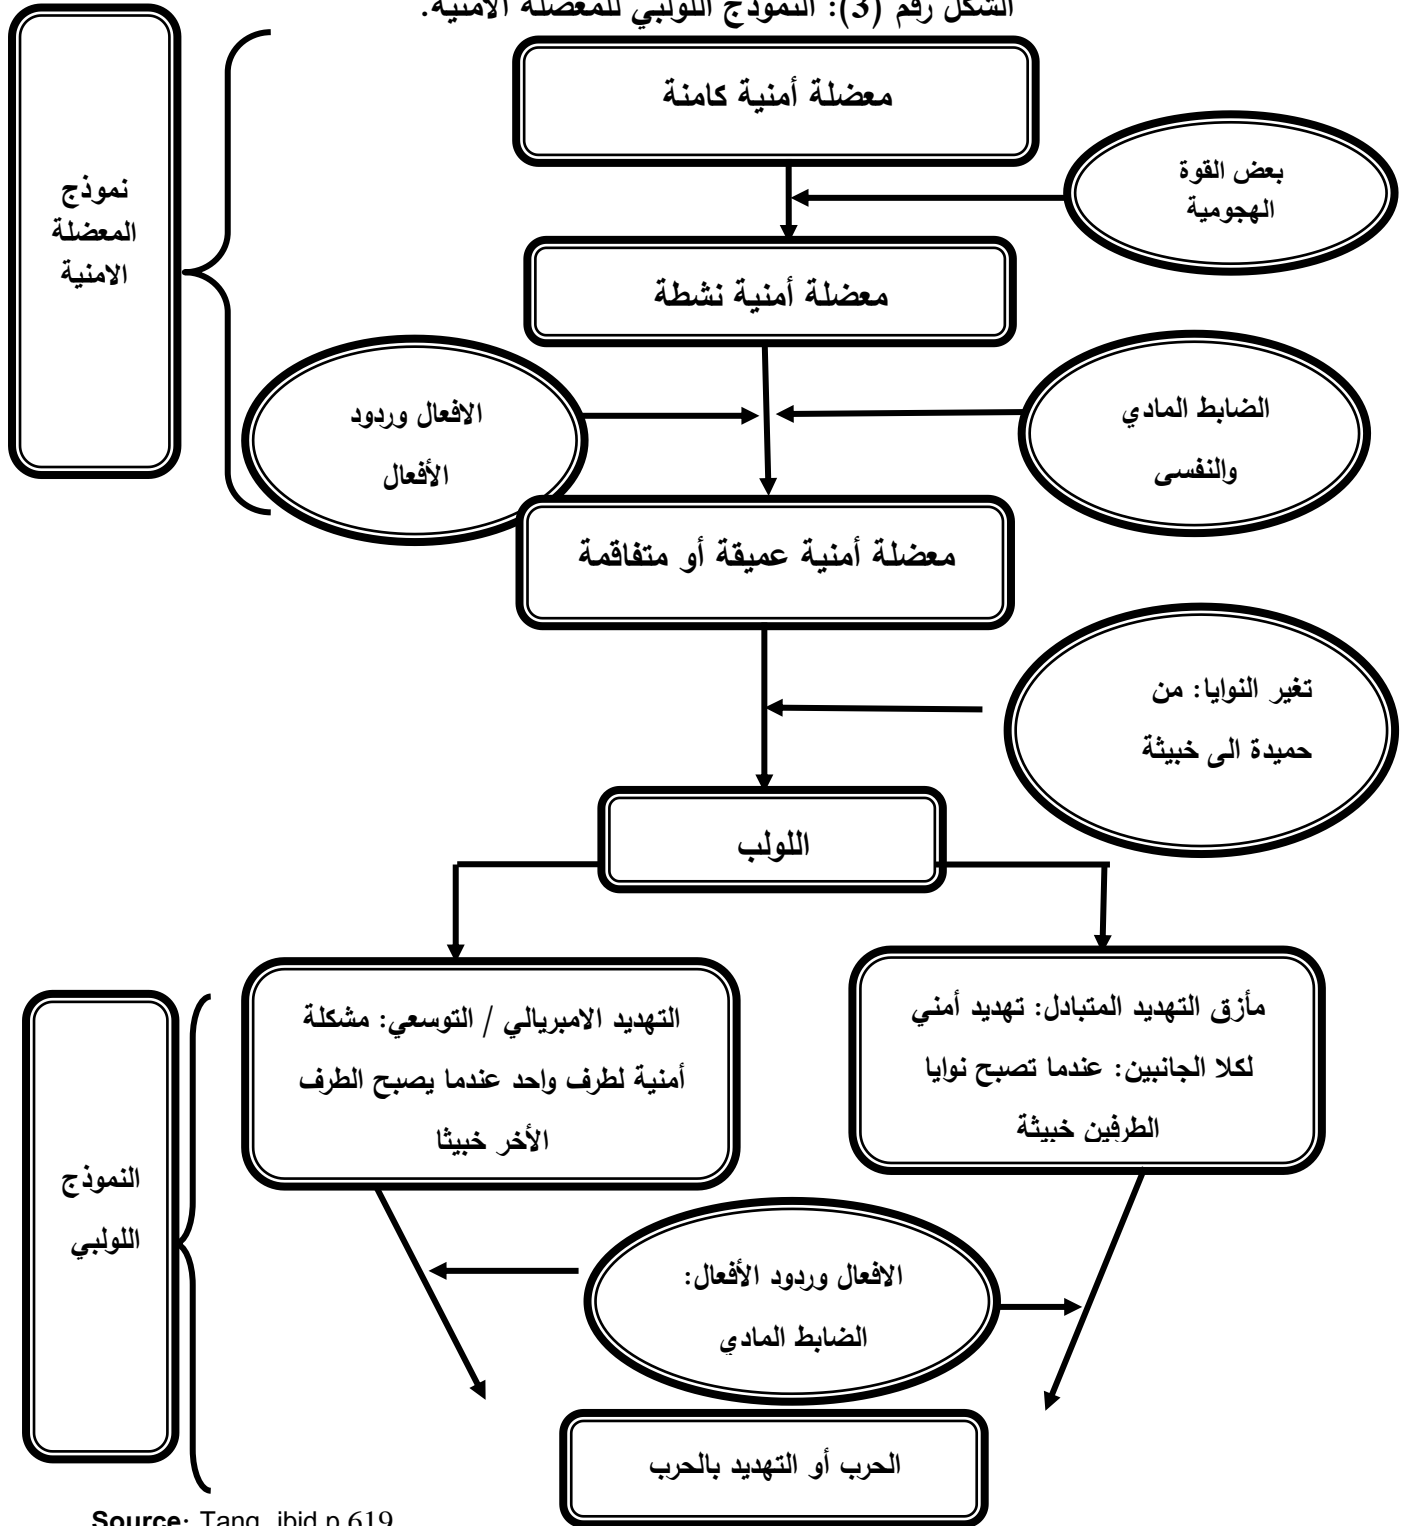 الشكل رقم (3): النموذج اللولبي للمعضلة الامنية.
معضلة أمنية كامنة
بعض القوة
الهجومية
نموذج
المعضلة
الامنية
معضلة أمنية نشطة
الضابط المادي
والنفسى
الافعال وردود
الأفعال
معضلة أمنية عميقة أو متفاقمة
تغير النوايا: من
حميدة الى خبيثة
اللولب
مأزق التهديد المتبادل: تهديد أمني
لكلا الجانبين: عندما تصبح نوايا
الطرفين خبيثة
التهديد الامبريالي / التوسعي: مشكلة
أمنية لطرف واحد عندما يصبح الطرف
الأخر خبيثا
النموذج
اللولبي
الافعال وردود الأفعال:
الضابط المادي
الحرب أو التهديد بالحرب
Source: Tang, ibid p.619